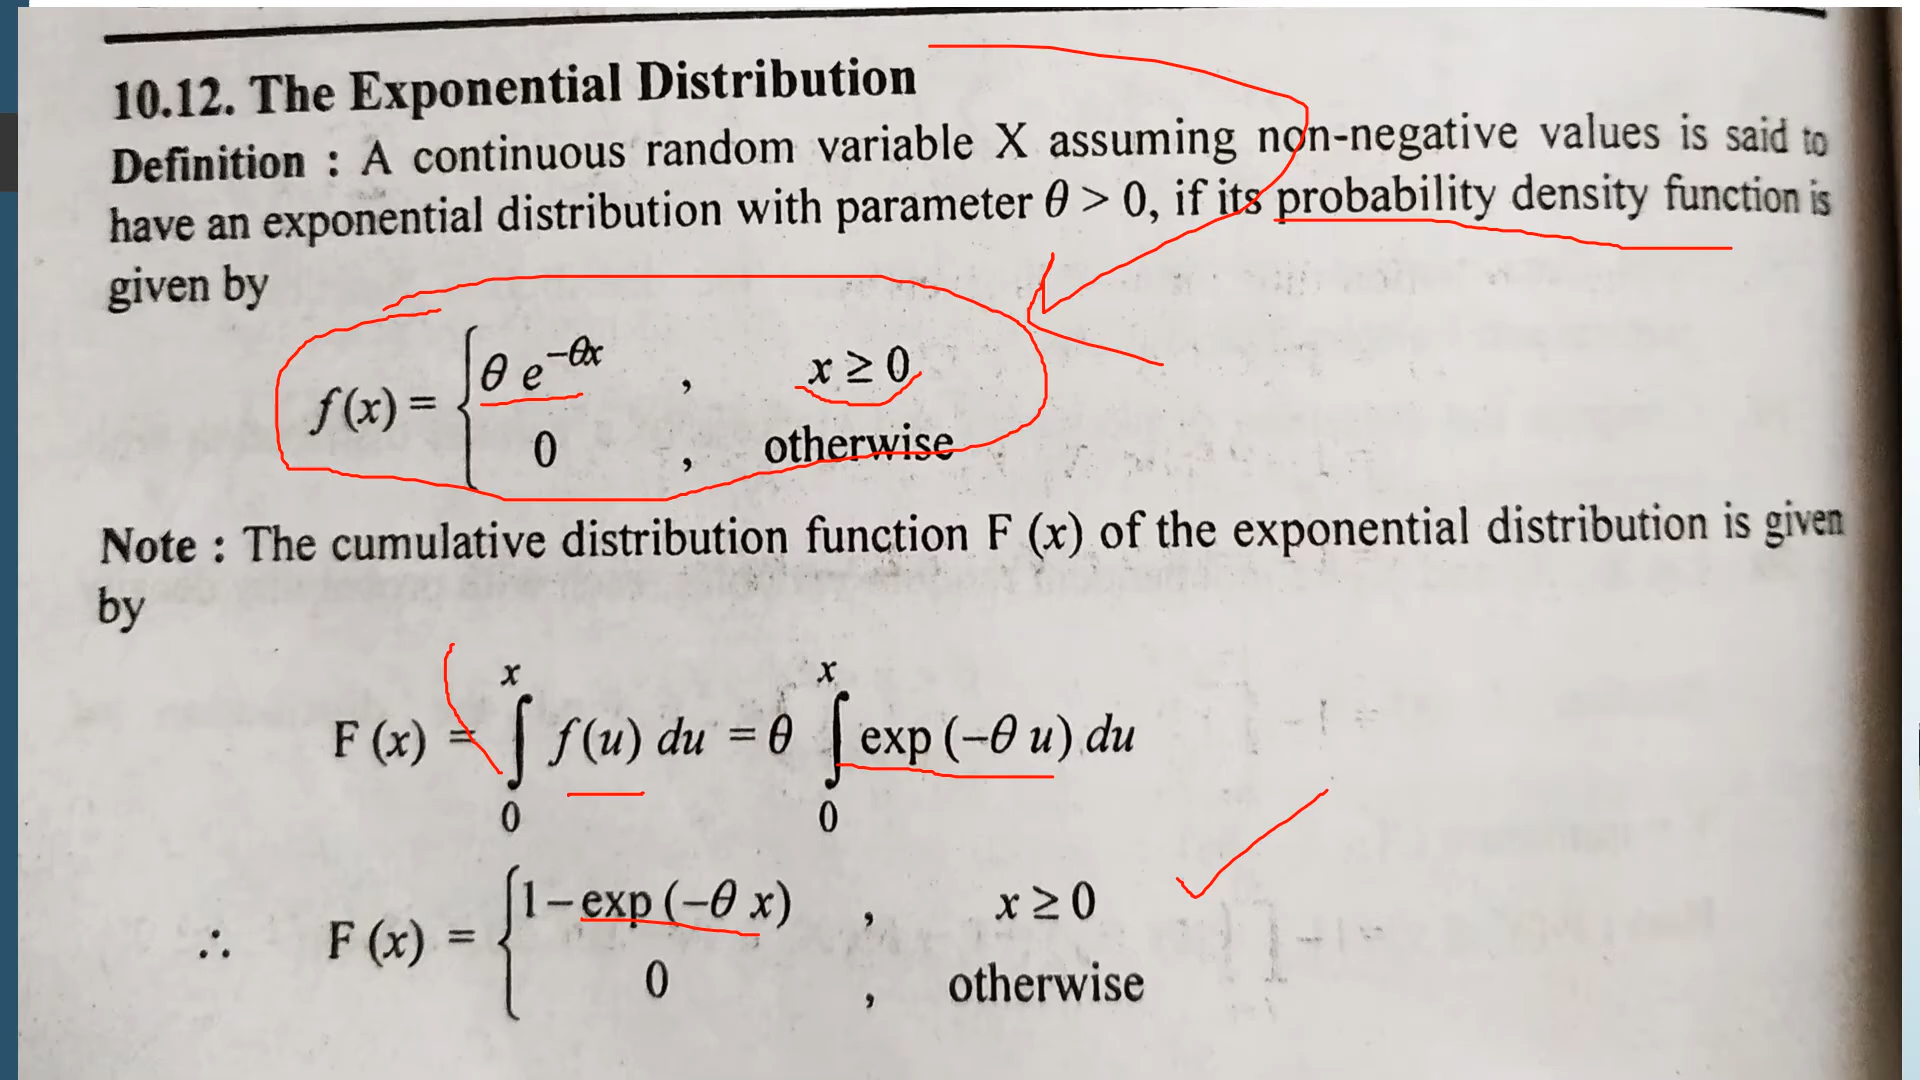 10.12. The Exponential Distribution
Definition : A continuous random variable X assuming non-negative values is said to
have an exponential distribution with parameter θ > 0, if its probability density function is
given by
f(x) = { θ e^{-θx} , x ≥ 0
0 , otherwise
Note : The cumulative distribution function F (x) of the exponential distribution is given
by
F (x) = ∫_0^x f(u) du = θ ∫_0^x exp (-θ u) du
∴ F (x) = { 1 - exp (-θ x) , x ≥ 0
0 , otherwise